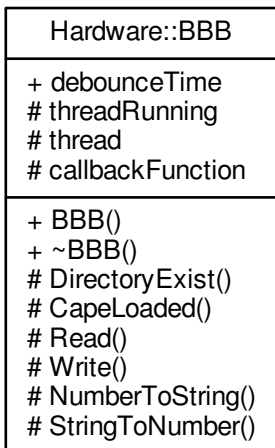 Hardware::BBB
+ debounceTime
# threadRunning
# thread
# callbackFunction
+ BBB()
+ ~BBB()
# DirectoryExist()
# CapeLoaded()
# Read()
# Write()
# NumberToString()
# StringToNumber()